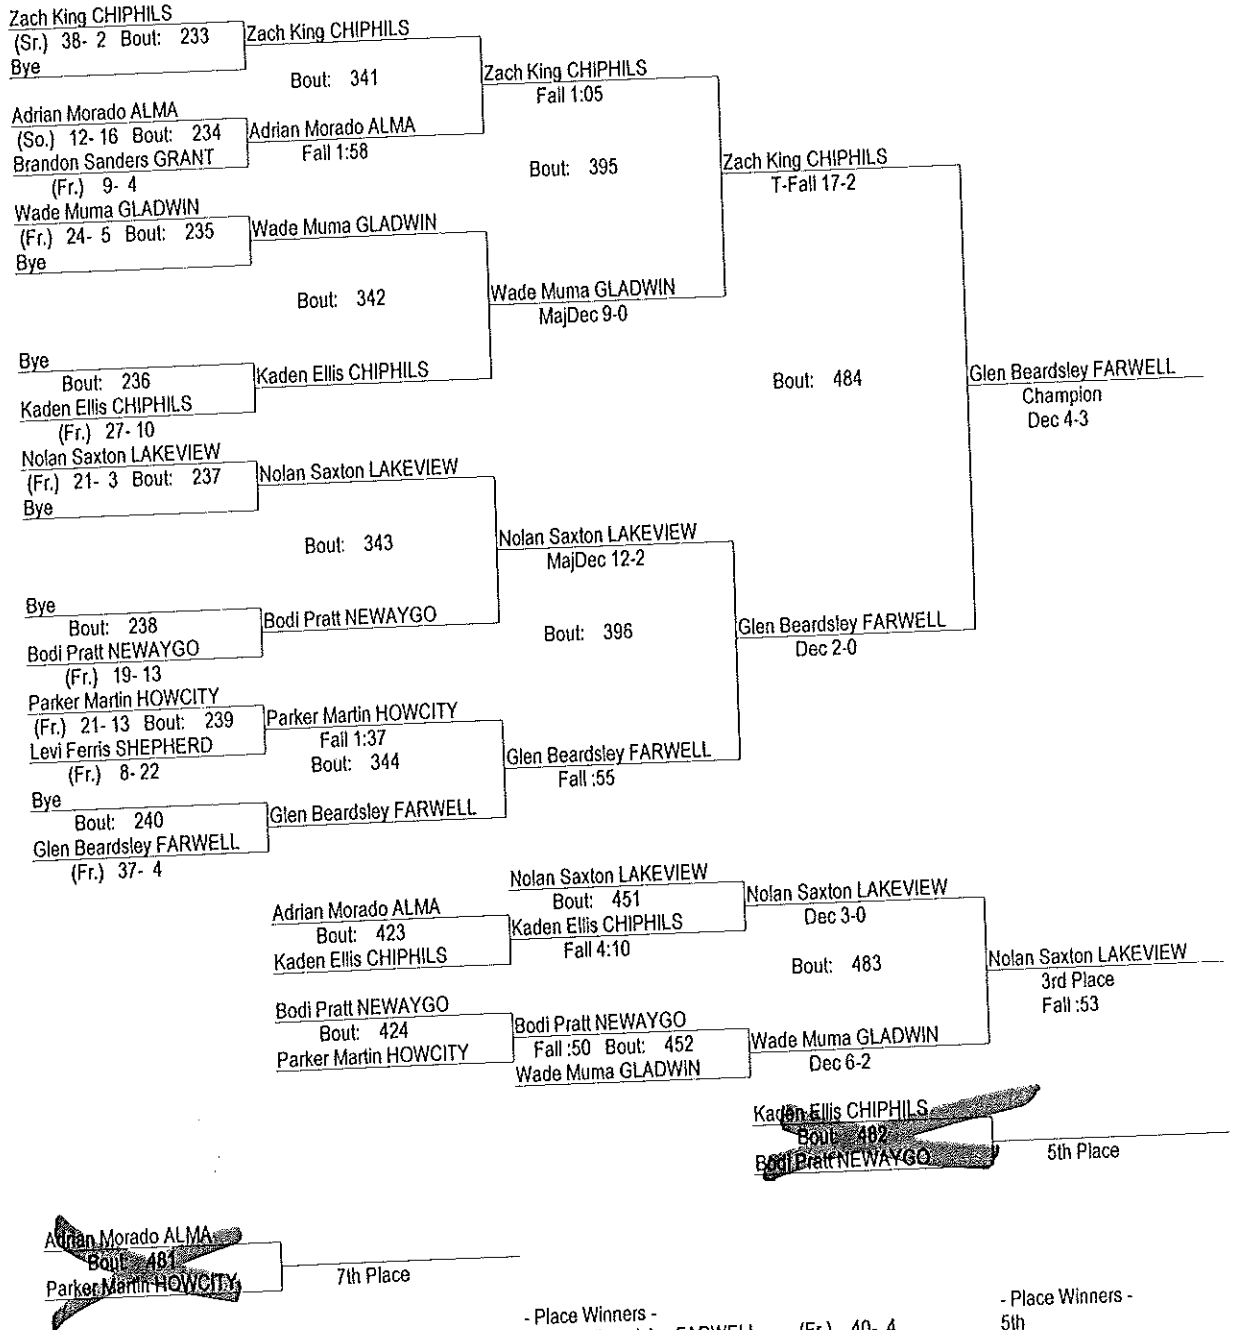 Zach King CHIPHILS
(Sr.) 38- 2 Bout: 233
Bye
Zach King CHIPHILS
Bout: 341
Adrian Morado ALMA
(So.) 12- 16 Bout: 234
Brandon Sanders GRANT
(Fr.) 9- 4
Adrian Morado ALMA
Fall 1:58
Zach King CHIPHILS
Fall 1:05
Bout: 395
Wade Muma GLADWIN
(Fr.) 24- 5 Bout: 235
Bye
Wade Muma GLADWIN
Bout: 342
Bye
Bout: 236
Kaden Ellis CHIPHILS
(Fr.) 27- 10
Kaden Ellis CHIPHILS
Wade Muma GLADWIN
MajDec 9-0
Zach King CHIPHILS
T-Fall 17-2
Bout: 484
Nolan Saxton LAKEVIEW
(Fr.) 21- 3 Bout: 237
Bye
Nolan Saxton LAKEVIEW
Bout: 343
Bye
Bout: 238
Bodi Pratt NEWAYGO
(Fr.) 19- 13
Bodi Pratt NEWAYGO
Nolan Saxton LAKEVIEW
MajDec 12-2
Bout: 396
Parker Martin HOWCITY
(Fr.) 21- 13 Bout: 239
Levi Ferris SHEPHERD
(Fr.) 8- 22
Parker Martin HOWCITY
Fall 1:37
Bout: 344
Bye
Bout: 240
Glen Beardsley FARWELL
(Fr.) 37- 4
Glen Beardsley FARWELL
Glen Beardsley FARWELL
Fall :55
Glen Beardsley FARWELL
Dec 2-0
Glen Beardsley FARWELL
Champion
Dec 4-3
Adrian Morado ALMA
Bout: 423
Kaden Ellis CHIPHILS
Nolan Saxton LAKEVIEW
Bout: 451
Kaden Ellis CHIPHILS
Fall 4:10
Nolan Saxton LAKEVIEW
Dec 3-0
Bout: 483
Bodi Pratt NEWAYGO
Bout: 424
Parker Martin HOWCITY
Bodi Pratt NEWAYGO
Fall :50 Bout: 452
Wade Muma GLADWIN
Wade Muma GLADWIN
Dec 6-2
Nolan Saxton LAKEVIEW
3rd Place
Fall :53
Kaden Ellis CHIPHILS
Bout: 482
Bodi Pratt NEWAYGO
5th Place
Adrian Morado ALMA
Bout: 481
Parker Martin HOWCITY
7th Place
- Place Winners -
FARWELL (Fr.) 40- 4
- Place Winners -
5th